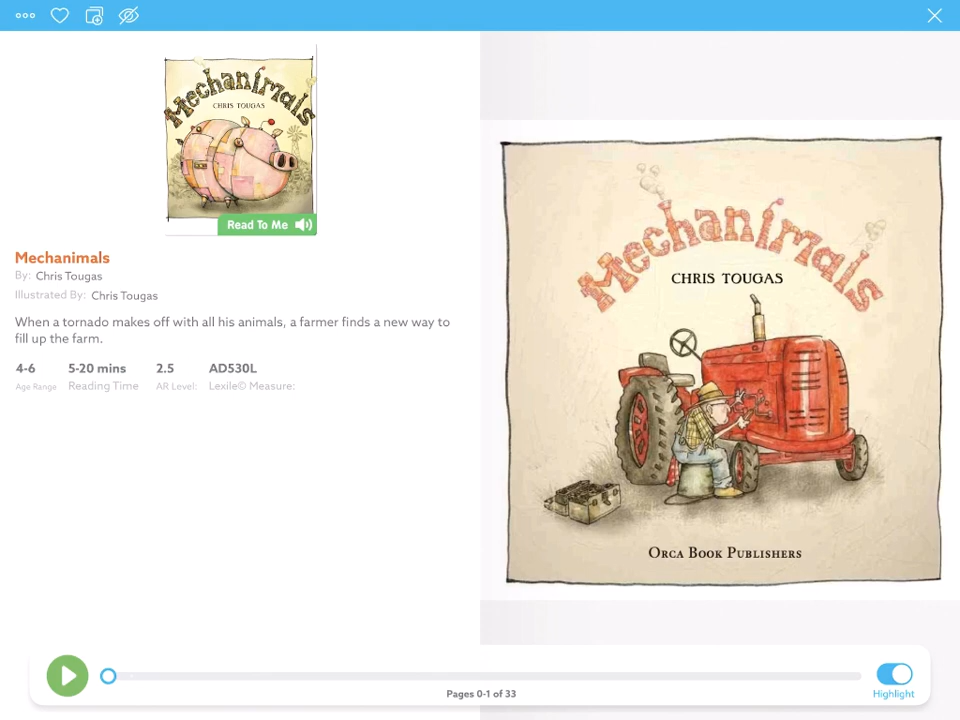 Mechanimals
CHRIS TOUGAS
Read To Me
Mechanimals
By: Chris Tougas
Illustrated By: Chris Tougas
When a tornado makes off with all his animals, a farmer finds a new way to
fill up the farm.
4-6 5-20 mins 2.5 AD530L
Age Range Reading Time AR Level: Lexile© Measure:
Mechanimals
CHRIS TOUGAS
ORCA BOOK PUBLISHERS
Pages 0-1 of 33
Highlight